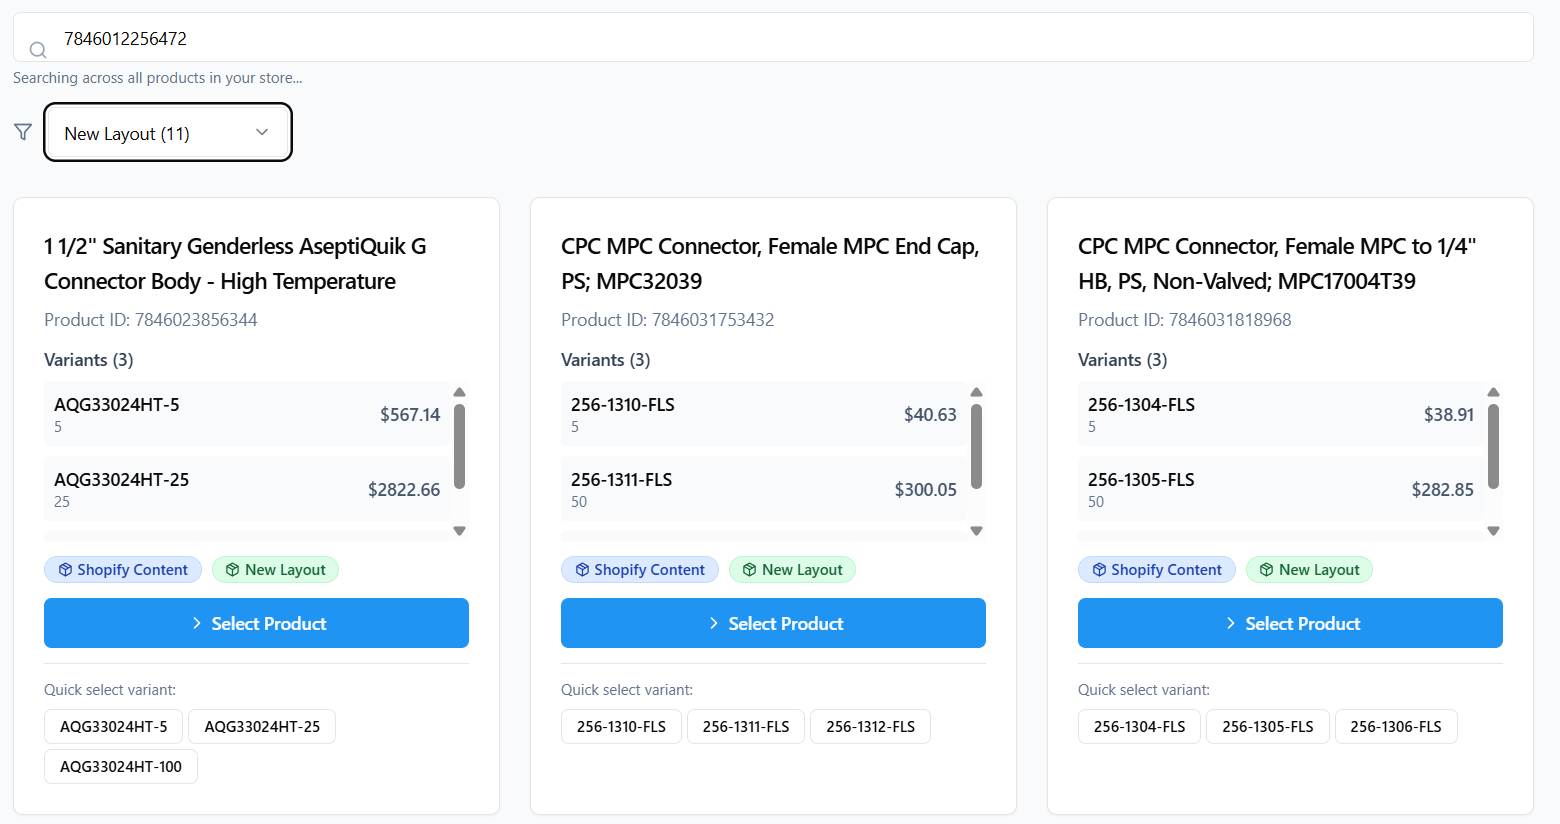 7846012256472
Searching across all products in your store...
New Layout (11)
1 1/2" Sanitary Genderless AseptiQuik G
Connector Body - High Temperature
Product ID: 7846023856344
Variants (3)
AQG33024HT-5
5
$567.14
AQG33024HT-25
25
$2822.66
Shopify Content
New Layout
Select Product
Quick select variant:
AQG33024HT-5
AQG33024HT-25
AQG33024HT-100
CPC MPC Connector, Female MPC End Cap,
PS; MPC32039
Product ID: 7846031753432
Variants (3)
256-1310-FLS
5
$40.63
256-1311-FLS
50
$300.05
Shopify Content
New Layout
Select Product
Quick select variant:
256-1310-FLS
256-1311-FLS
256-1312-FLS
CPC MPC Connector, Female MPC to 1/4"
HB, PS, Non-Valved; MPC17004T39
Product ID: 7846031818968
Variants (3)
256-1304-FLS
5
$38.91
256-1305-FLS
50
$282.85
Shopify Content
New Layout
Select Product
Quick select variant:
256-1304-FLS
256-1305-FLS
256-1306-FLS